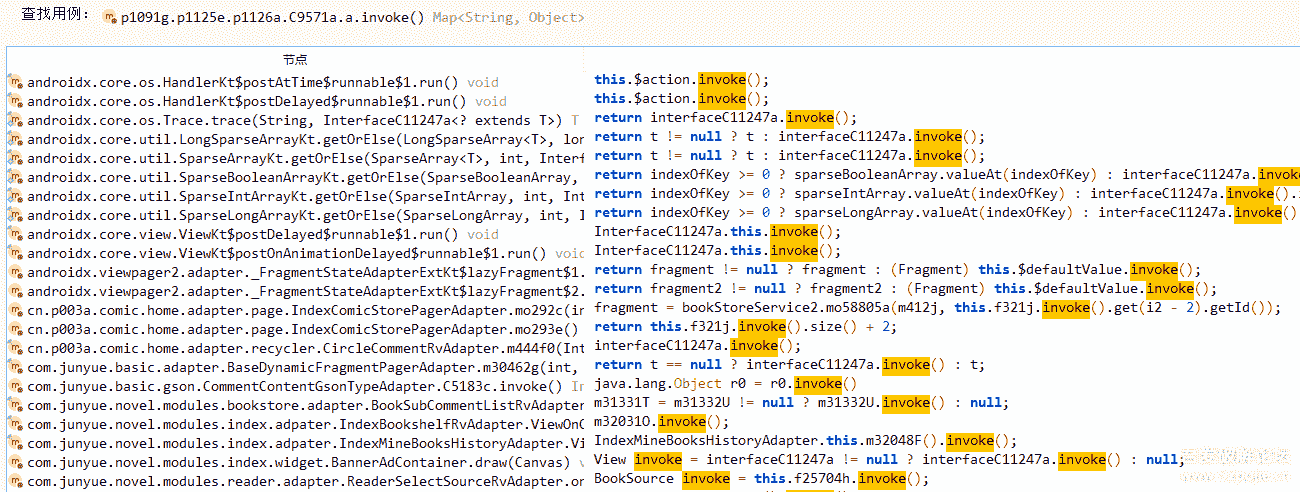 查找用例： p1091g.p1125e.p1126a.C9571a.a.invoke() Map<String, Object>
节点
androidx.core.os.HandlerKt$postAtTime$runnable$1.run() void this.$action.invoke();
androidx.core.os.HandlerKt$postDelayed$runnable$1.run() void this.$action.invoke();
androidx.core.os.Trace.trace(String, InterfaceC11247a<? extends T>) T return interfaceC11247a.invoke();
androidx.core.util.LongSparseArrayKt.getOrElse(LongSparseArray<T>, lon return t != null ? t : interfaceC11247a.invoke();
androidx.core.util.SparseArrayKt.getOrElse(SparseArray<T>, int, Interf return t != null ? t : interfaceC11247a.invoke();
androidx.core.util.SparseBooleanArrayKt.getOrElse(SparseBooleanArray, return indexOfKey >= 0 ? sparseBooleanArray.valueAt(indexOfKey) : interfaceC11247a.invoke
androidx.core.util.SparseIntArrayKt.getOrElse(SparseIntArray, int, Int return indexOfKey >= 0 ? sparseIntArray.valueAt(indexOfKey) : interfaceC11247a.invoke().
androidx.core.util.SparseLongArrayKt.getOrElse(SparseLongArray, int, I return indexOfKey >= 0 ? sparseLongArray.valueAt(indexOfKey) : interfaceC11247a.invoke()
androidx.core.view.ViewKt$postDelayed$runnable$1.run() void InterfaceC11247a.this.invoke();
androidx.core.view.ViewKt$postOnAnimationDelayed$runnable$1.run() void InterfaceC11247a.this.invoke();
androidx.viewpager2.adapter._FragmentStateAdapterExtKt$lazyFragment$1. return fragment != null ? fragment : (Fragment) this.$defaultValue.invoke();
androidx.viewpager2.adapter._FragmentStateAdapterExtKt$lazyFragment$2. return fragment2 != null ? fragment2 : (Fragment) this.$defaultValue.invoke();
cn.p003a.comic.home.adapter.page.IndexComicStorePagerAdapter.mo292c(in fragment = bookStoreService2.mo58805a(m412j, this.f321j.invoke().get(i2 - 2).getId());
cn.p003a.comic.home.adapter.page.IndexComicStorePagerAdapter.mo293e() return this.f321j.invoke().size() + 2;
cn.p003a.comic.home.adapter.recycler.CircleCommentRvAdapter.m444f0(Int interfaceC11247a.invoke();
com.junyue.basic.adapter.BaseDynamicFragmentPagerAdapter.m30462g(int, return t == null ? interfaceC11247a.invoke() : t;
com.junyue.basic.gson.CommentContentGsonTypeAdapter.C5183c.invoke() In java.lang.Object r0 = r0.invoke()
com.junyue.novel.modules.bookstore.adapter.BookSubCommentListRvAdapter m31331T = m31332U != null ? m31332U.invoke() : null;
com.junyue.novel.modules.index.adpater.IndexBookshelfRvAdapter.ViewOnC m32031O.invoke();
com.junyue.novel.modules.index.adpater.IndexMineBooksHistoryAdapter.Vi IndexMineBooksHistoryAdapter.this.m32048F().invoke();
com.junyue.novel.modules.index.widget.BannerAdContainer.draw(Canvas) v View invoke = interfaceC11247a != null ? interfaceC11247a.invoke() : null;
com.junyue.novel.modules.reader.adapter.ReaderSelectSourceRvAdapter.on BookSource invoke = this.f25704h.invoke();